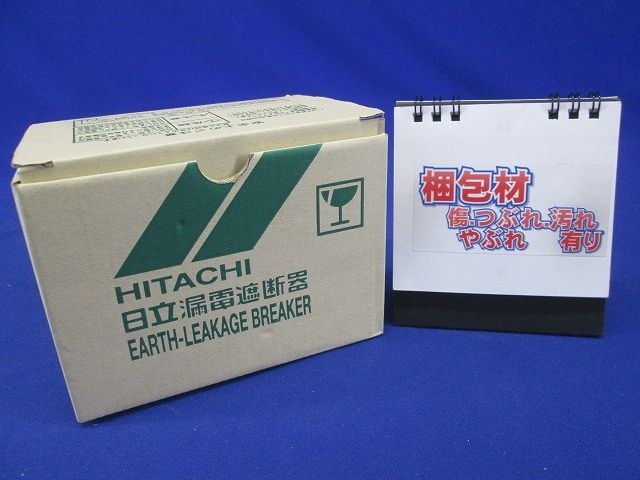 HITACHI
日立漏電遮断器
EARTH-LEAKAGE BREAKER
梱包材
傷.つぶれ.汚れ
やぶれ 有り